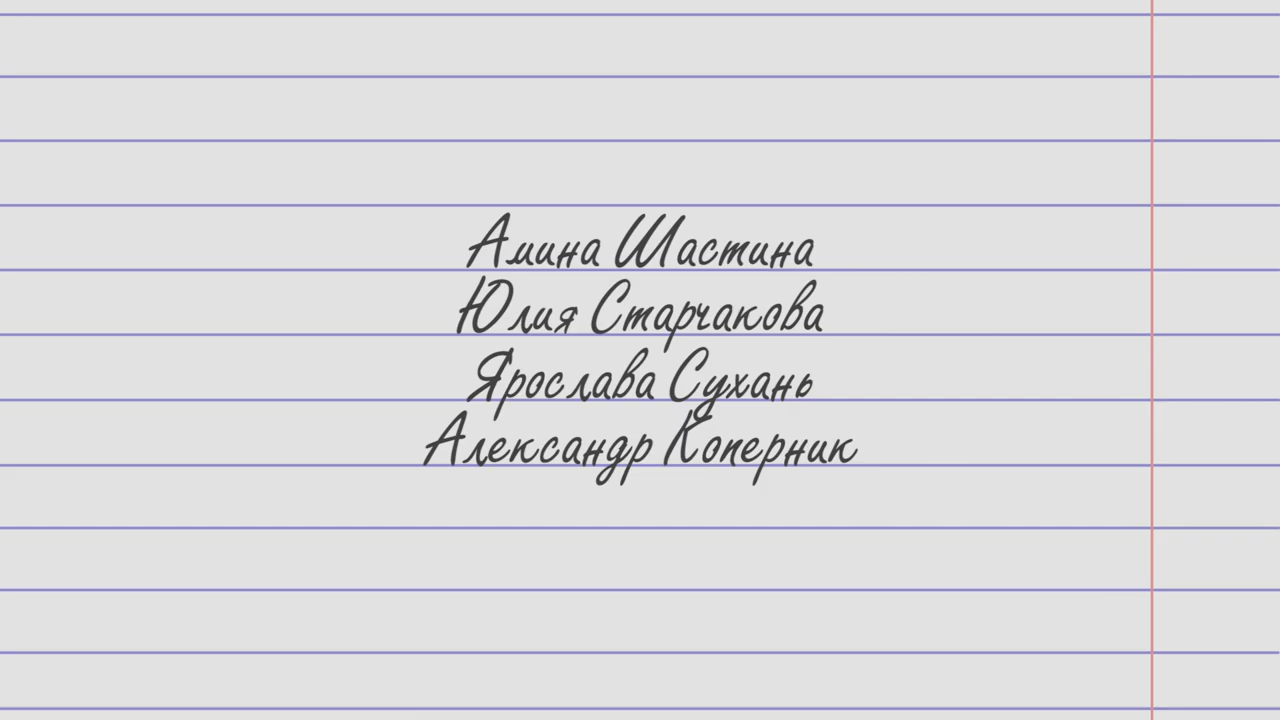 Амина Шастина
Юлия Старчакова
Ярослава Сухань
Александр Коперник